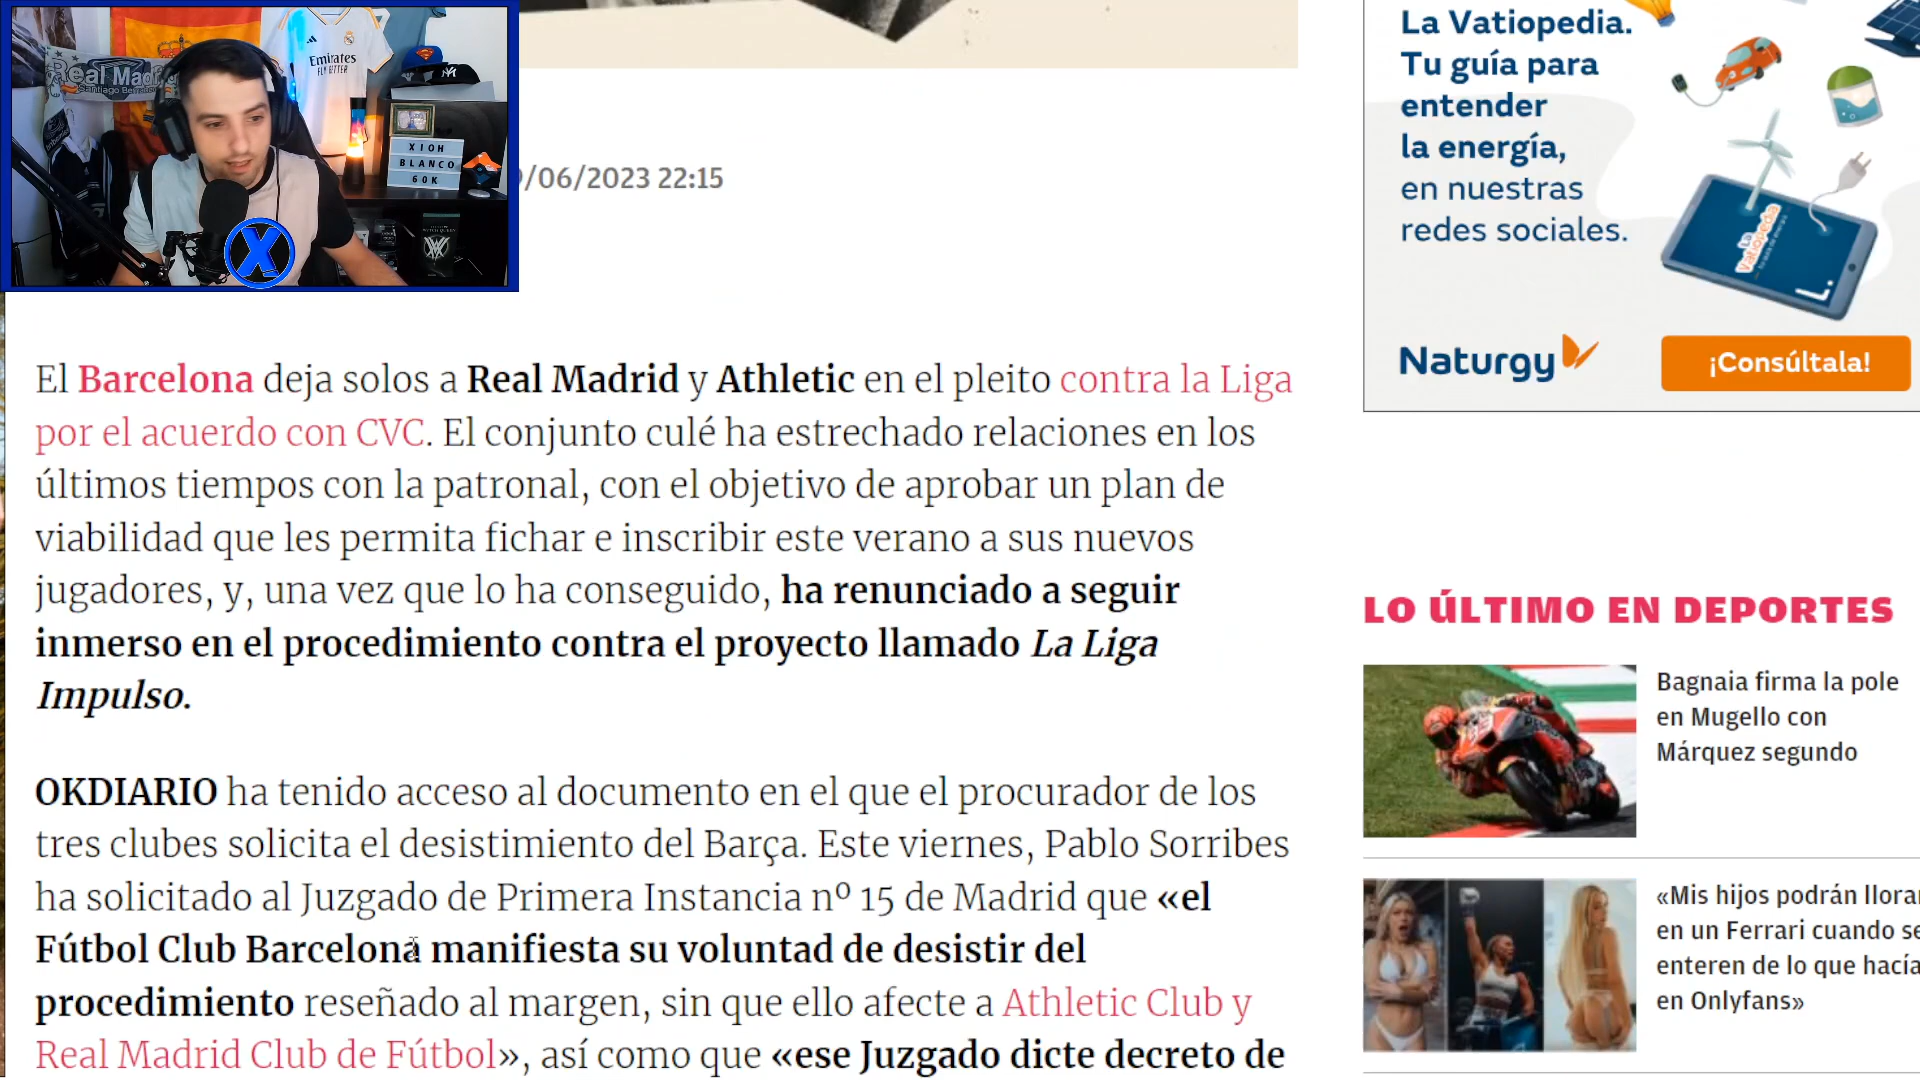 Real Madrid
Santiago Bernabéu
Emirates
FLY BETTER
XIOH
BLANCO
60K
X
9/06/2023 22:15
El Barcelona deja solos a Real Madrid y Athletic en el pleito contra la Liga
por el acuerdo con CVC. El conjunto culé ha estrechado relaciones en los
últimos tiempos con la patronal, con el objetivo de aprobar un plan de
viabilidad que les permita fichar e inscribir este verano a sus nuevos
jugadores, y, una vez que lo ha conseguido, ha renunciado a seguir
inmerso en el procedimiento contra el proyecto llamado La Liga
Impulso.
OKDIARIO ha tenido acceso al documento en el que el procurador de los
tres clubes solicita el desistimiento del Barça. Este viernes, Pablo Sorribes
ha solicitado al Juzgado de Primera Instancia nº 15 de Madrid que «el
Fútbol Club Barcelona manifiesta su voluntad de desistir del
procedimiento reseñado al margen, sin que ello afecte a Athletic Club y
Real Madrid Club de Fútbol», así como que «ese Juzgado dicte decreto de
La Vatiopedia.
Tu guía para
entender
la energía,
en nuestras
redes sociales.
La
Vatiopedia
Naturgy
¡Consúltala!
LO ÚLTIMO EN DEPORTES
Bagnaia firma la pole
en Mugello con
Márquez segundo
«Mis hijos podrán llorar
en un Ferrari cuando se
enteren de lo que hacía
en Onlyfans»